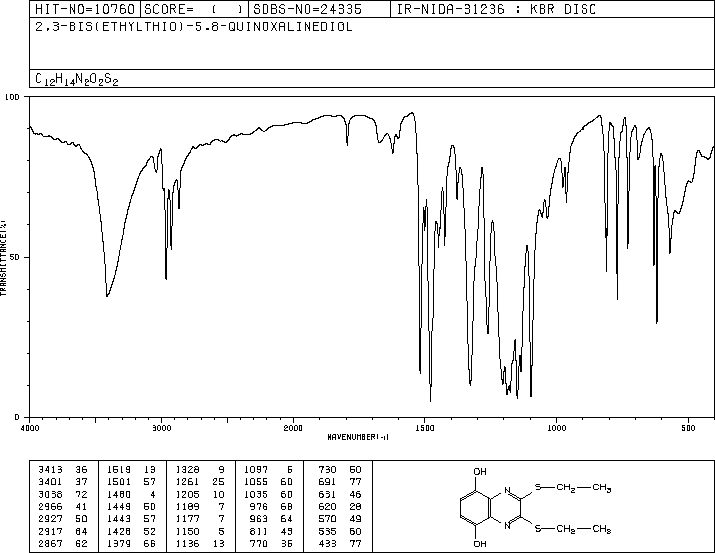 HIT-NO=10760 SCORE= ( ) SDBS-NO=24335 IR-NIDA-31236 : KBR DISC
2,3-BIS(ETHYLTHIO)-5,8-QUINOXALINEDIOL
C12H14N2O2S2
100
50
0
TRANSMITTANCE(%)
4000 3000 2000 1500 1000 500
WAVENUMBER(-1)
3413 36 1519 13 1328 9 1097 6 730 50
3401 37 1501 57 1261 25 1055 60 691 77
3038 72 1480 4 1205 10 1035 60 631 46
2966 41 1449 60 1189 7 976 68 620 28
2927 50 1443 57 1177 7 963 64 570 49
2917 64 1428 52 1150 5 811 43 535 60
2867 62 1379 66 1136 13 770 35 433 77
OH
N S CH2 CH3
N S CH2 CH3
OH